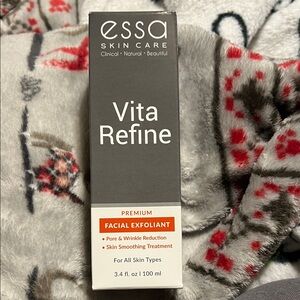 essa
SKIN CARE
Clinical • Natural • Beautiful
Vita
Refine
PREMIUM
FACIAL EXFOLIANT
• Pore & Wrinkle Reduction
• Skin Smoothing Treatment
For All Skin Types
3.4 fl. oz | 100 ml